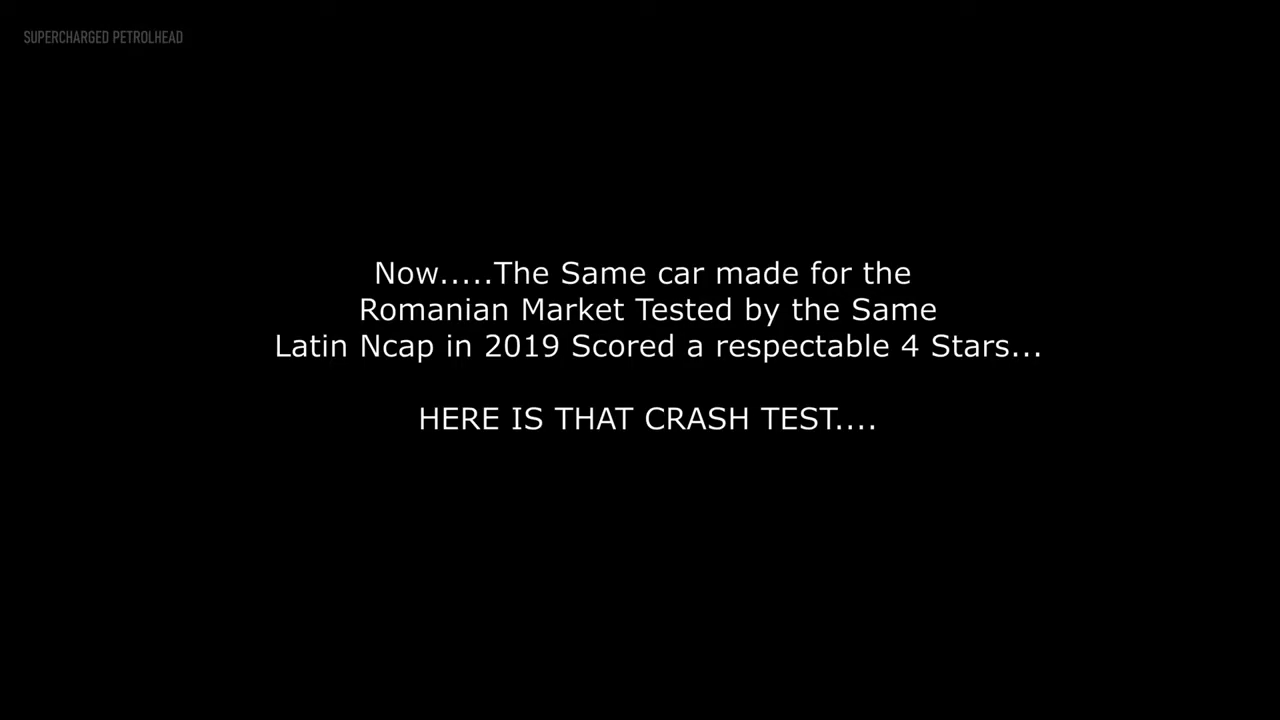 SUPERCHARGED PETROLHEAD
Now.....The Same car made for the
Romanian Market Tested by the Same
Latin Ncap in 2019 Scored a respectable 4 Stars...
HERE IS THAT CRASH TEST....